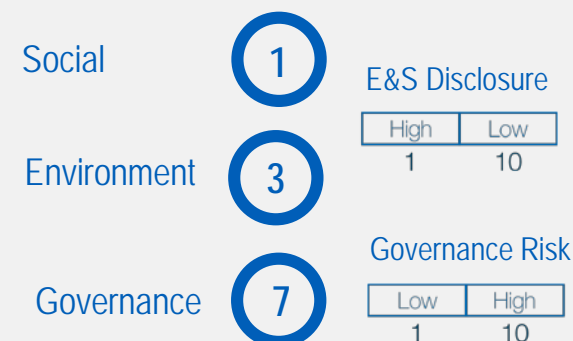 Social
1
E&S Disclosure
High Low
1 10
Environment
3
Governance Risk
Governance
7
Low High
1 10